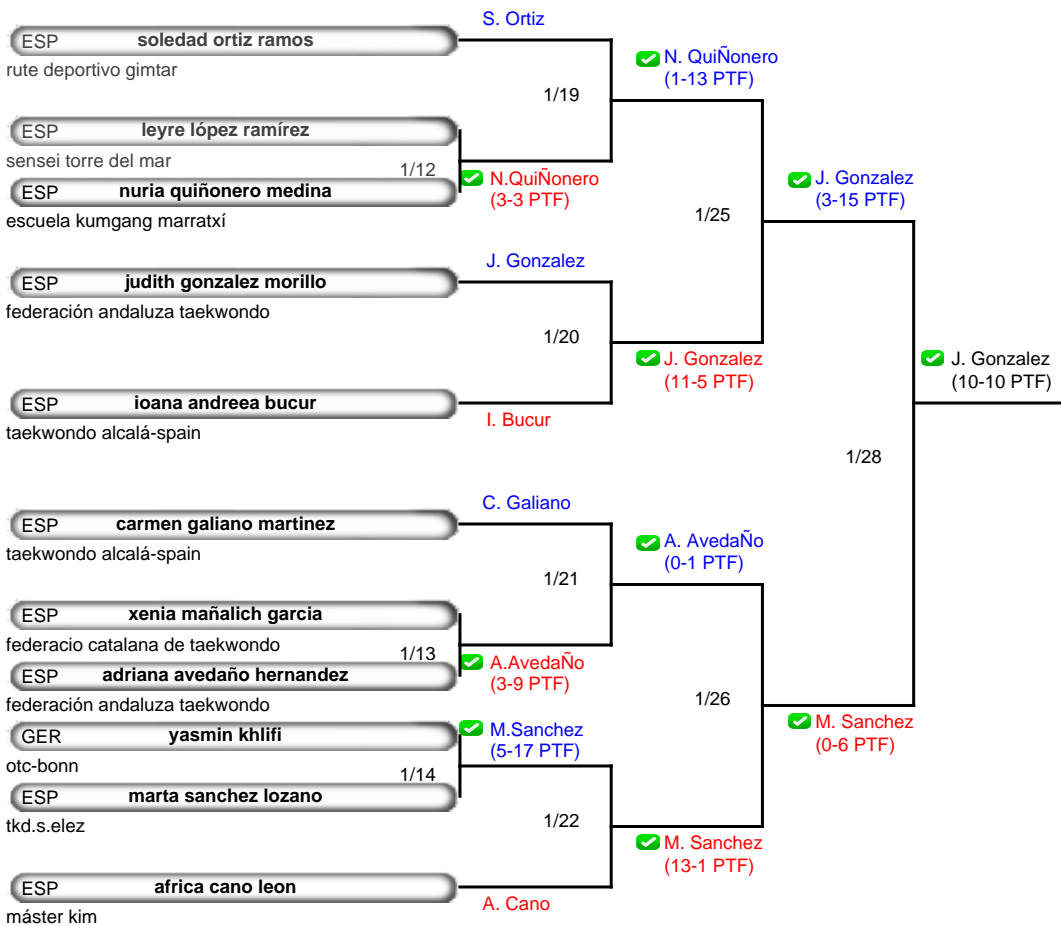 S. Ortiz
ESP soledad ortiz ramos
rute deportivo gimtar
N. QuiÑonero
(1-13 PTF)
1/19
ESP leyre lópez ramírez
sensei torre del mar
1/12
N.QuiÑonero
(3-3 PTF)
ESP nuria quiñonero medina
escuela kumgang marratxí
J. Gonzalez
(3-15 PTF)
1/25
J. Gonzalez
ESP judith gonzalez morillo
federación andaluza taekwondo
1/20
J. Gonzalez
(11-5 PTF)
J. Gonzalez
(10-10 PTF)
ESP ioana andreea bucur
taekwondo alcalá-spain
I. Bucur
1/28
C. Galiano
ESP carmen galiano martinez
taekwondo alcalá-spain
A. AvedaÑo
(0-1 PTF)
1/21
ESP xenia mañalich garcia
federacio catalana de taekwondo
1/13
A.AvedaÑo
(3-9 PTF)
ESP adriana avedaño hernandez
federación andaluza taekwondo
1/26
M. Sanchez
(0-6 PTF)
GER yasmin khlifi
otc-bonn
M.Sanchez
(5-17 PTF)
1/14
ESP marta sanchez lozano
tkd.s.elez
1/22
M. Sanchez
(13-1 PTF)
ESP africa cano leon
máster kim
A. Cano